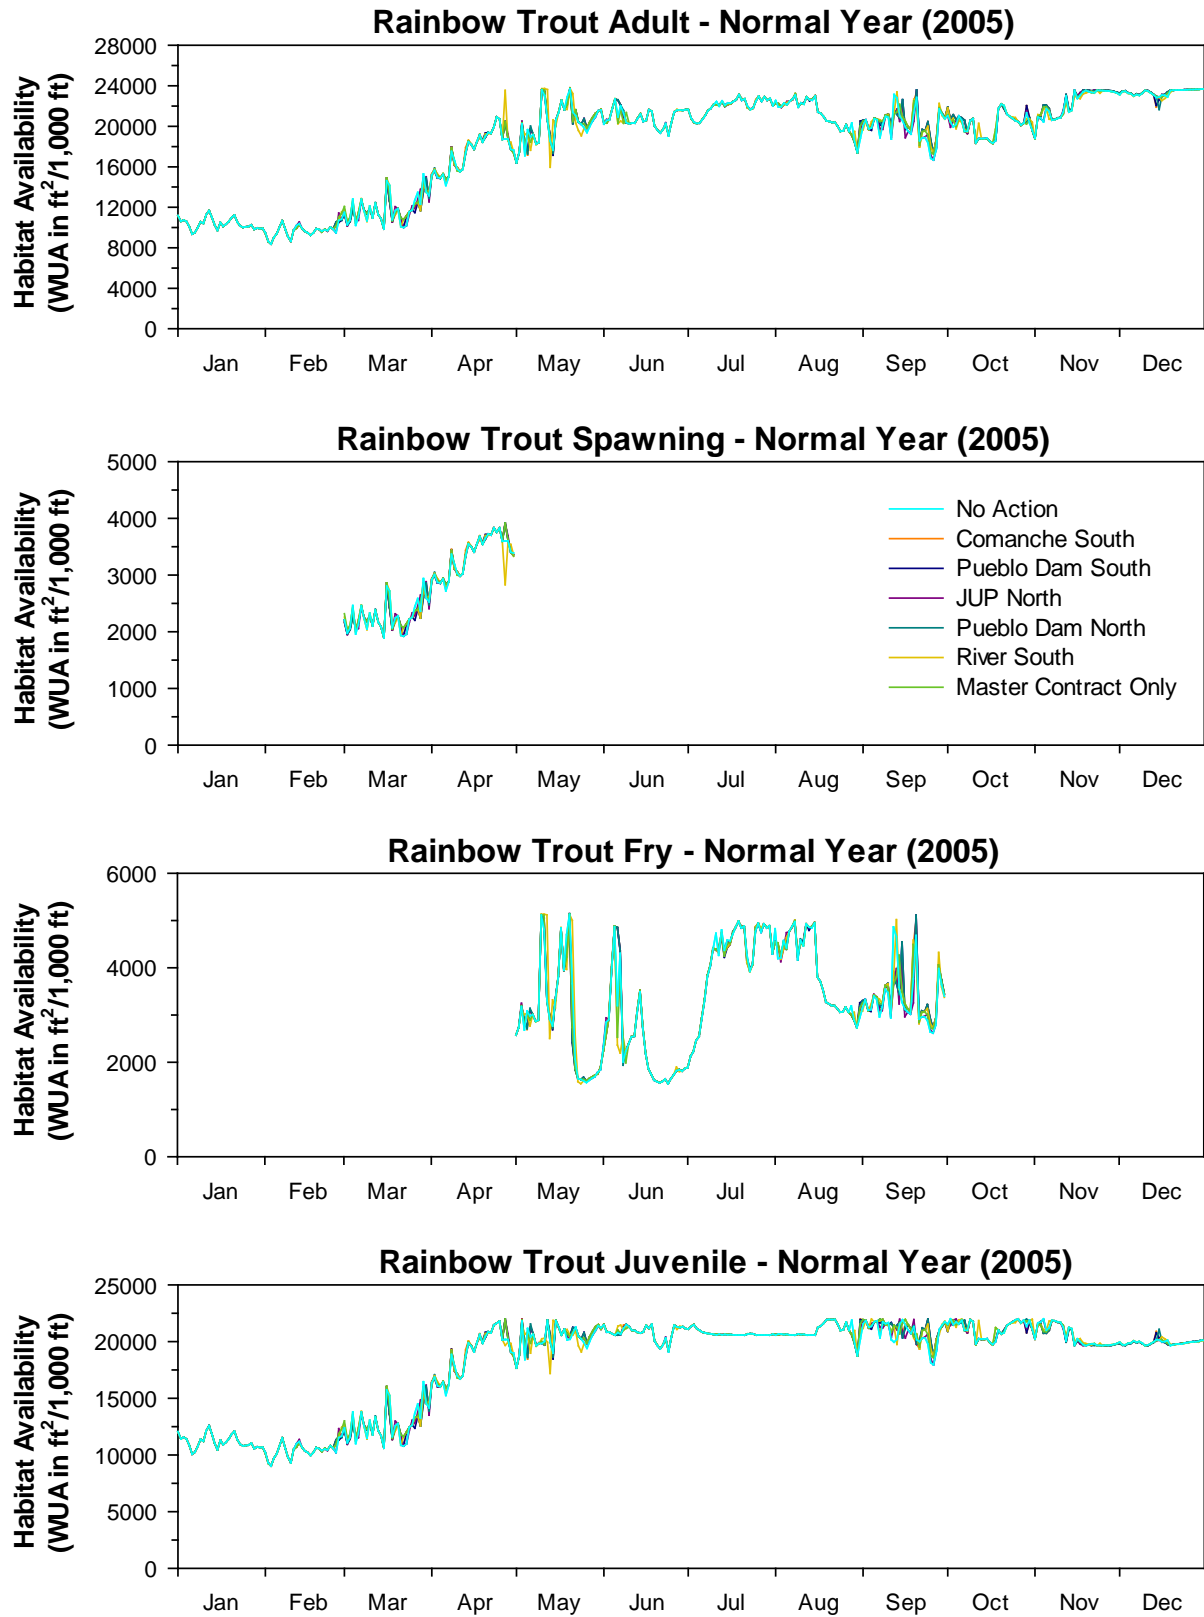 Rainbow Trout Adult - Normal Year (2005)
Habitat Availability
(WUA in ft²/1,000 ft)
28000
24000
20000
16000
12000
8000
4000
0
Jan Feb Mar Apr May Jun Jul Aug Sep Oct Nov Dec
Rainbow Trout Spawning - Normal Year (2005)
Habitat Availability
(WUA in ft²/1,000 ft)
5000
4000
3000
2000
1000
0
No Action
Comanche South
Pueblo Dam South
JUP North
Pueblo Dam North
River South
Master Contract Only
Jan Feb Mar Apr May Jun Jul Aug Sep Oct Nov Dec
Rainbow Trout Fry - Normal Year (2005)
Habitat Availability
(WUA in ft²/1,000 ft)
6000
4000
2000
0
Jan Feb Mar Apr May Jun Jul Aug Sep Oct Nov Dec
Rainbow Trout Juvenile - Normal Year (2005)
Habitat Availability
(WUA in ft²/1,000 ft)
25000
20000
15000
10000
5000
0
Jan Feb Mar Apr May Jun Jul Aug Sep Oct Nov Dec